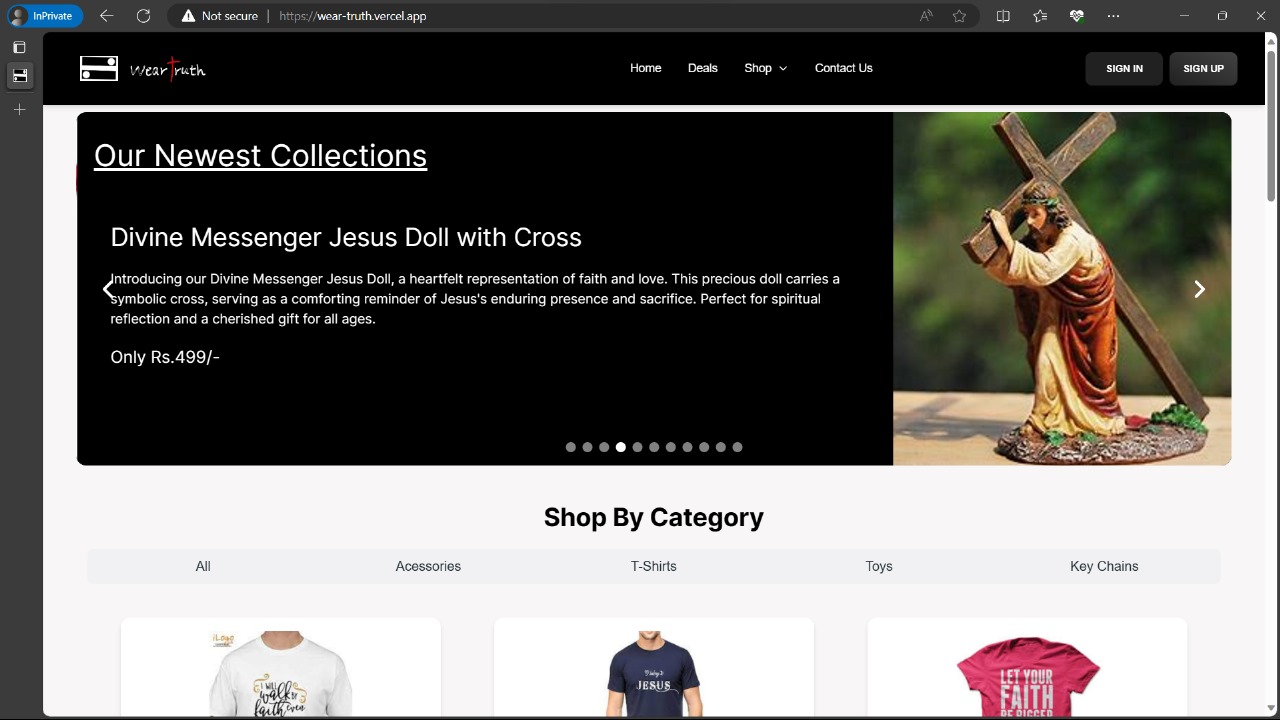 InPrivate
Not secure
https://wear-truth.vercel.app
WearTruth
Home
Deals
Shop
Contact Us
SIGN IN
SIGN UP
Our Newest Collections
Divine Messenger Jesus Doll with Cross
Introducing our Divine Messenger Jesus Doll, a heartfelt representation of faith and love. This precious doll carries a
symbolic cross, serving as a comforting reminder of Jesus's enduring presence and sacrifice. Perfect for spiritual
reflection and a cherished gift for all ages.
Only Rs.499/-
Shop By Category
All
Acessories
T-Shirts
Toys
Key Chains
iLogo
I WILL
walk by
faith even
JESUS
LET YOUR
FAITH
BE BIGGER